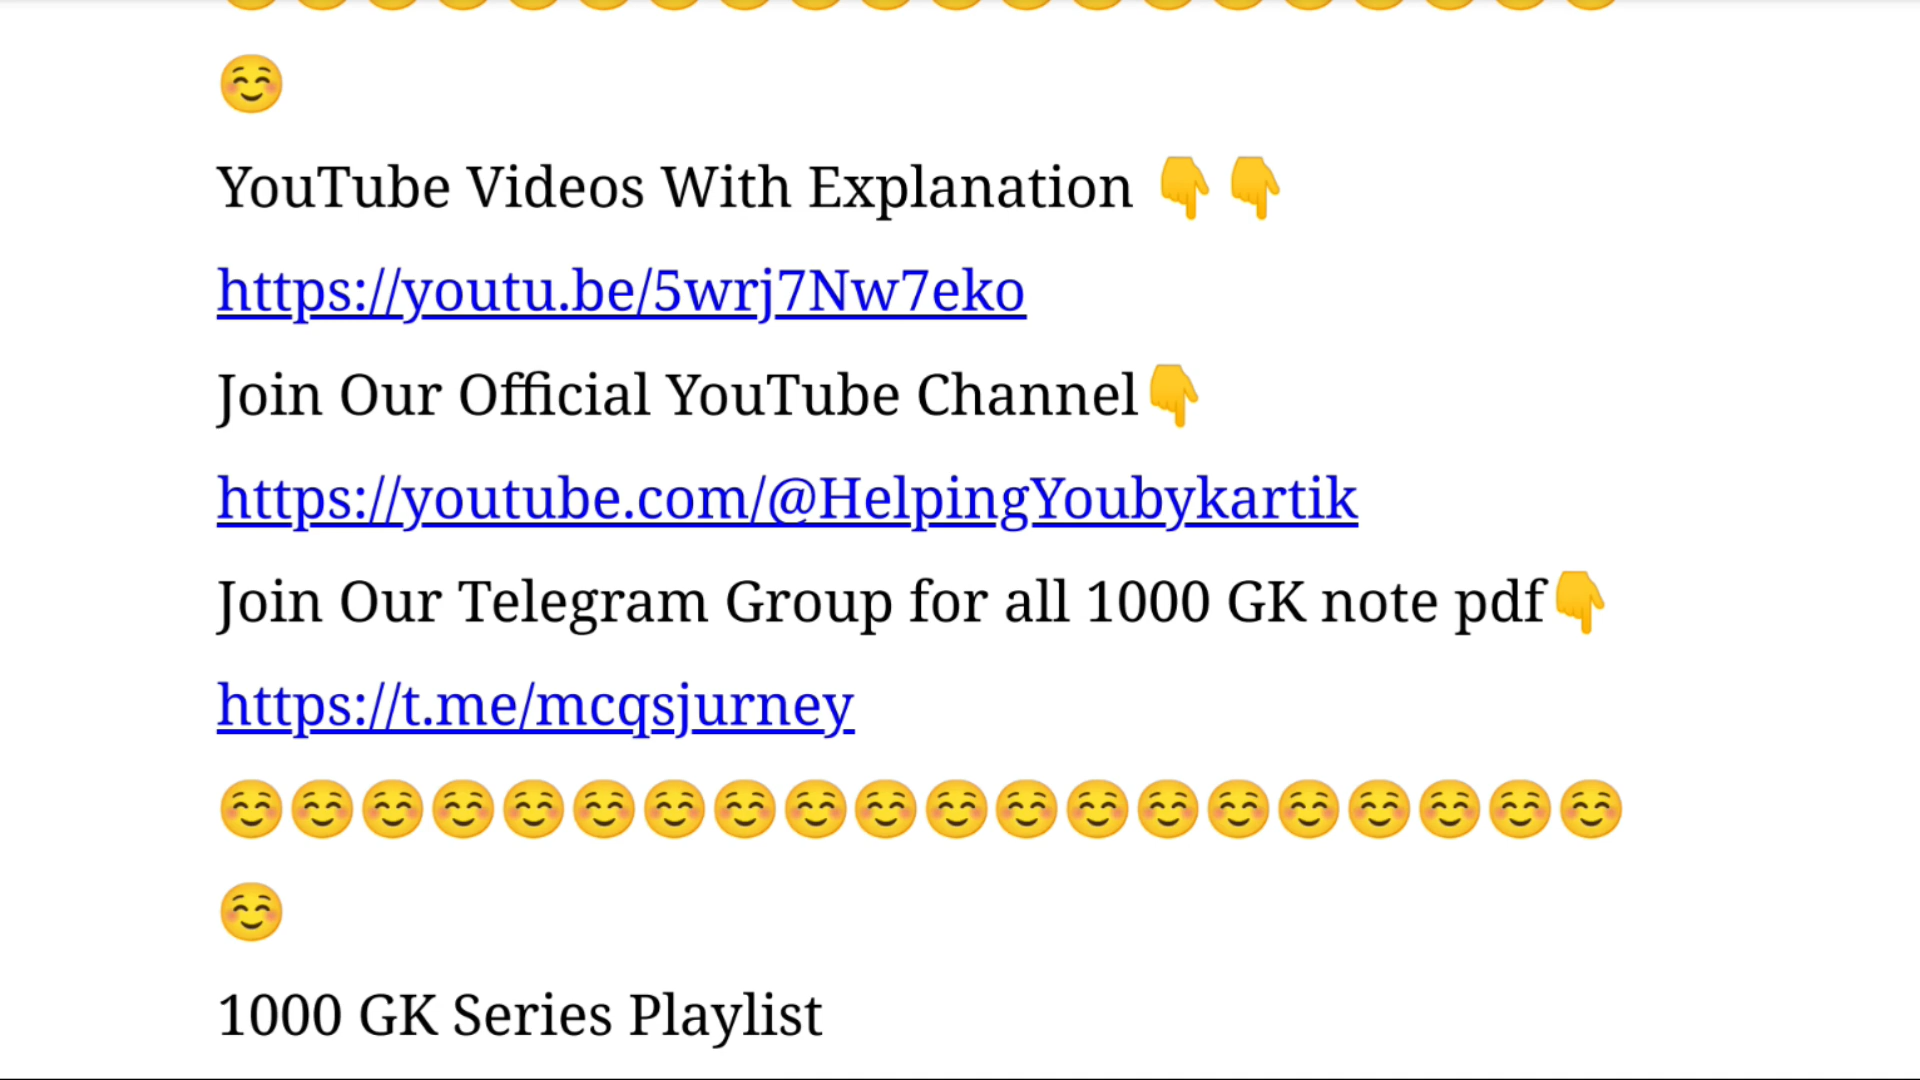 ☺️
YouTube Videos With Explanation 👇👇
https://youtu.be/5wrj7Nw7eko
Join Our Official YouTube Channel👇
https://youtube.com/@HelpingYoubykartik
Join Our Telegram Group for all 1000 GK note pdf👇
https://t.me/mcqsjurney
☺️☺️☺️☺️☺️☺️☺️☺️☺️☺️☺️☺️☺️☺️☺️☺️☺️☺️☺️☺️
☺️
1000 GK Series Playlist